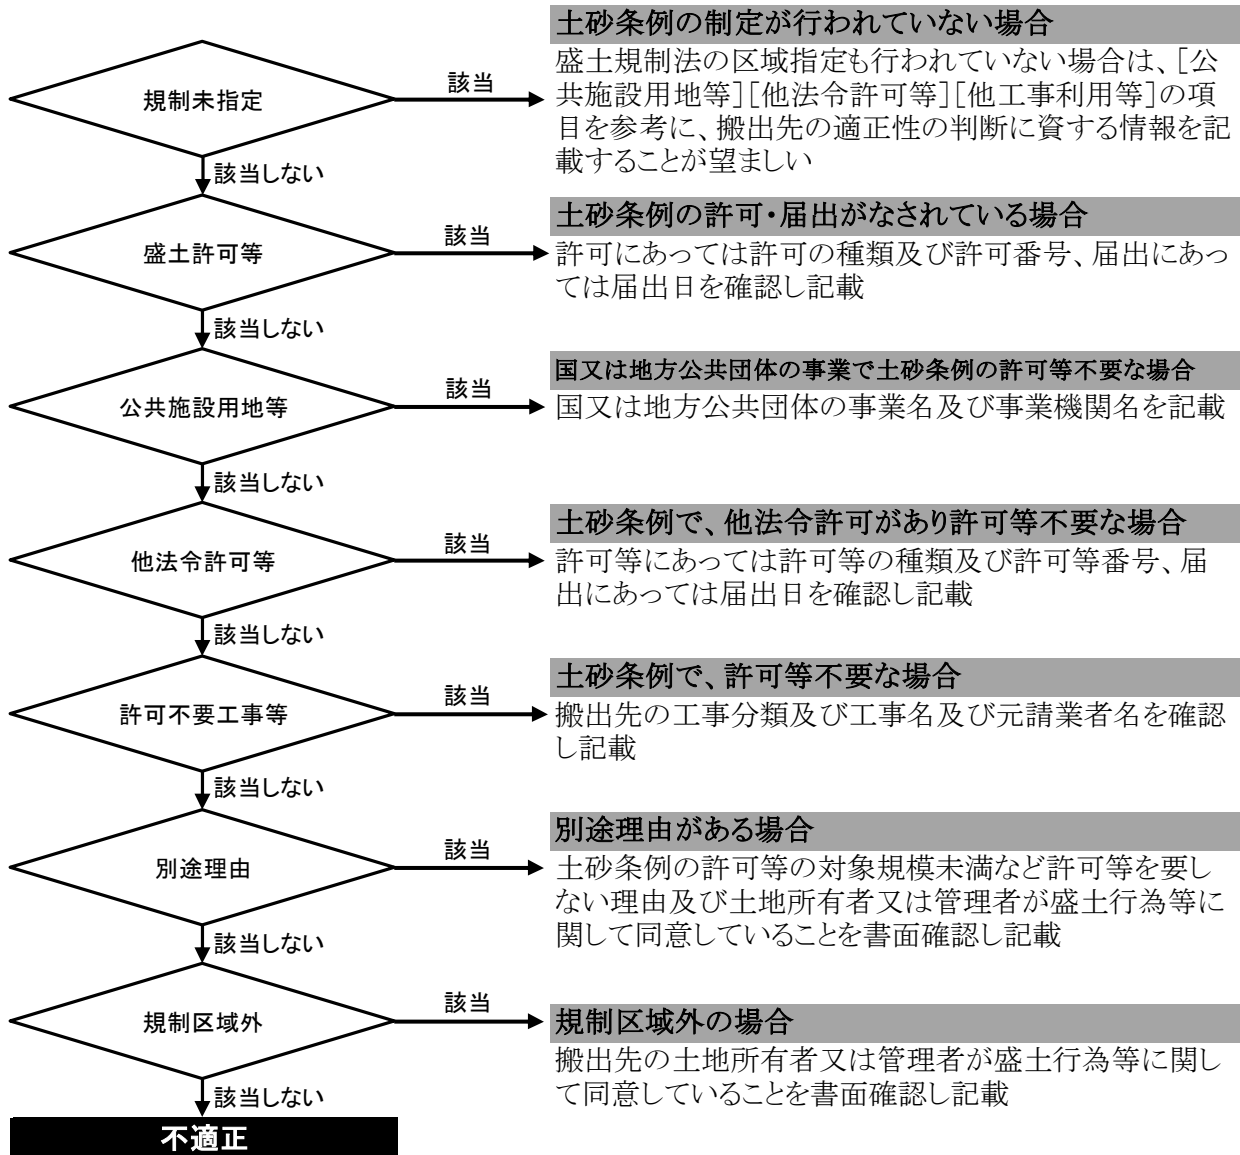 土砂条例の制定が行われていない場合
規制未指定
該当
盛土規制法の区域指定も行われていない場合は、[公
共施設用地等][他法令許可等][他工事利用等]の項
目を参考に、搬出先の適正性の判断に資する情報を記
載することが望ましい
該当しない
土砂条例の許可・届出がなされている場合
盛土許可等
該当
許可にあっては許可の種類及び許可番号、届出にあっ
ては届出日を確認し記載
該当しない
国又は地方公共団体の事業で土砂条例の許可等不要な場合
公共施設用地等
該当
国又は地方公共団体の事業名及び事業機関名を記載
該当しない
土砂条例で、他法令許可があり許可等不要な場合
他法令許可等
該当
許可等にあっては許可等の種類及び許可等番号、届
出にあっては届出日を確認し記載
該当しない
土砂条例で、許可等不要な場合
許可不要工事等
該当
搬出先の工事分類及び工事名及び元請業者名を確認
し記載
該当しない
別途理由がある場合
別途理由
該当
土砂条例の許可等の対象規模未満など許可等を要し
ない理由及び土地所有者又は管理者が盛土行為等に
関して同意していることを書面確認し記載
該当しない
規制区域外の場合
規制区域外
該当
搬出先の土地所有者又は管理者が盛土行為等に関し
て同意していることを書面確認し記載
該当しない
不適正